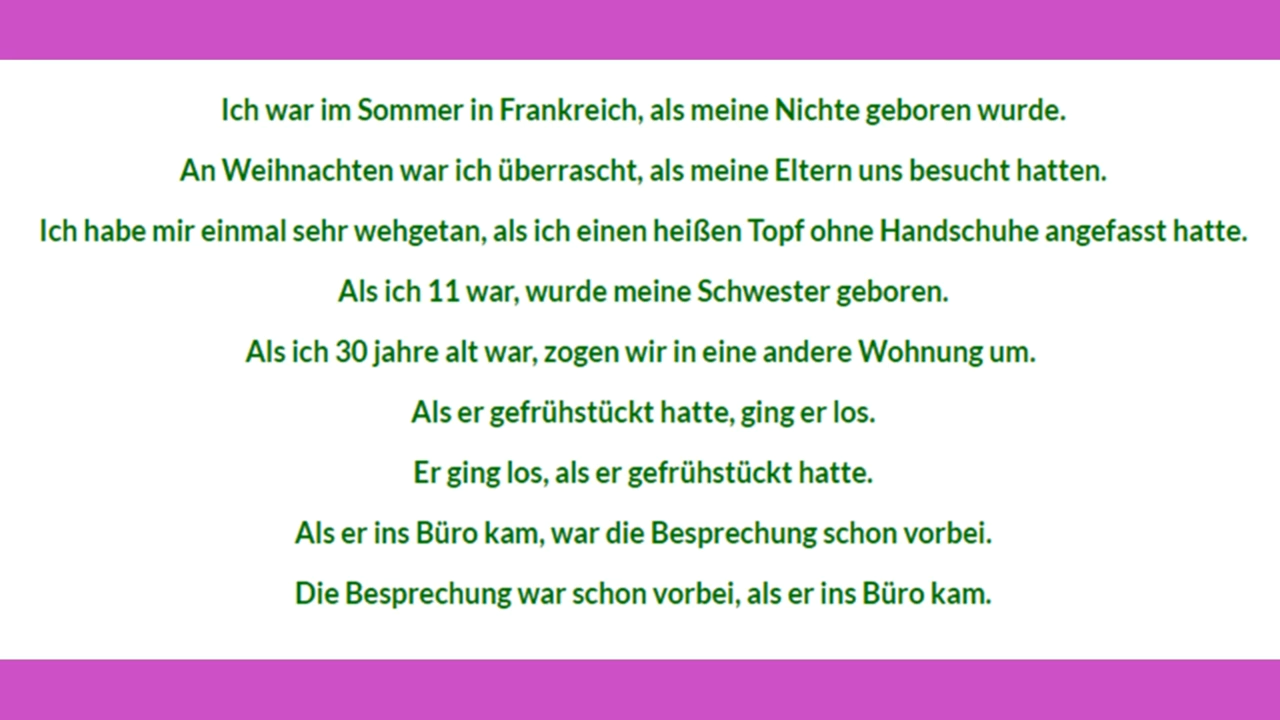 Ich war im Sommer in Frankreich, als meine Nichte geboren wurde.
An Weihnachten war ich überrascht, als meine Eltern uns besucht hatten.
Ich habe mir einmal sehr wehgetan, als ich einen heißen Topf ohne Handschuhe angefasst hatte.
Als ich 11 war, wurde meine Schwester geboren.
Als ich 30 jahre alt war, zogen wir in eine andere Wohnung um.
Als er gefrühstückt hatte, ging er los.
Er ging los, als er gefrühstückt hatte.
Als er ins Büro kam, war die Besprechung schon vorbei.
Die Besprechung war schon vorbei, als er ins Büro kam.